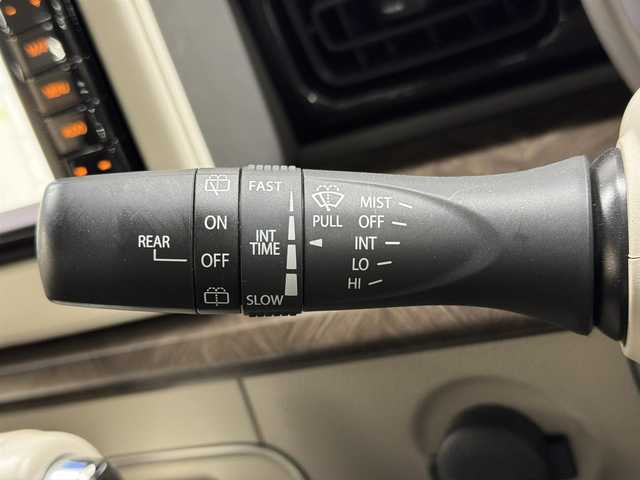 REAR
ON
OFF
FAST
INT
TIME
SLOW
PULL
MIST
OFF
INT
LO
HI